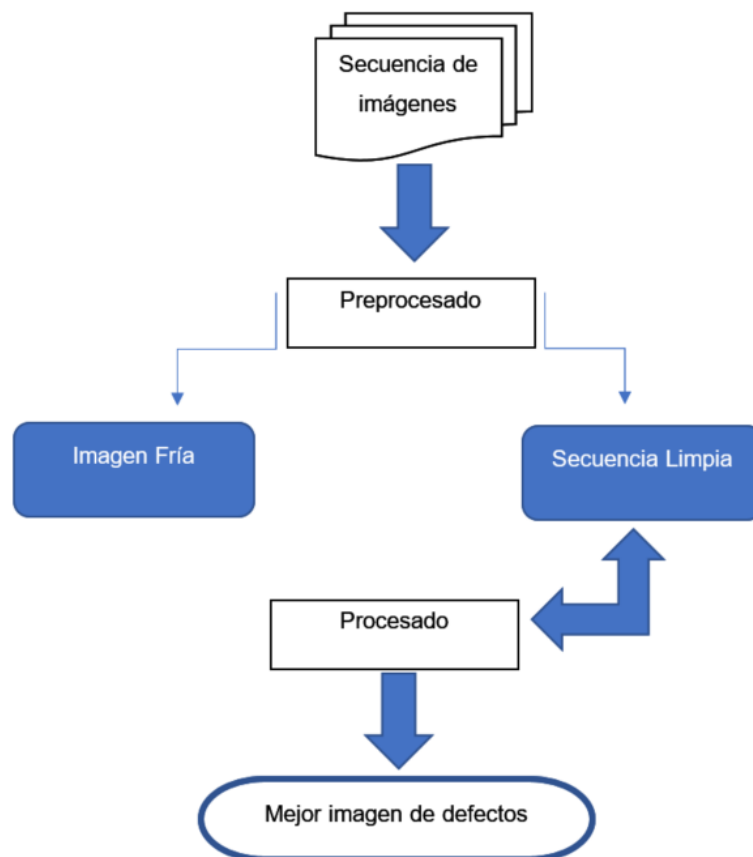 Secuencia de
imágenes
Preprocesado
Imagen Fría
Secuencia Limpia
Procesado
Mejor imagen de defectos